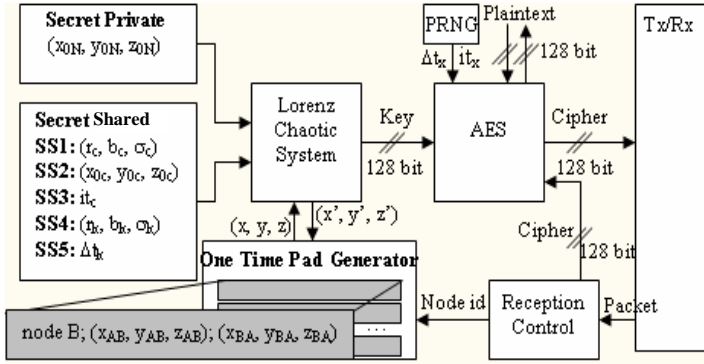 Secret Private
(x0N, y0N, z0N)
Secret Shared
SS1: (rc, bc, σc)
SS2: (x0c, y0c, z0c)
SS3: itc
SS4: (rk, bk, σk)
SS5: Δtk
Lorenz
Chaotic
System
Key
128 bit
PRNG
Δtx
itx
Plaintext
128 bit
AES
Cipher
128 bit
Tx/Rx
(x, y, z)
(x', y', z')
One Time Pad Generator
...
node B; (xAB, yAB, zAB); (xBA, yBA, zBA)
Node id
Reception
Control
Cipher
128 bit
Packet